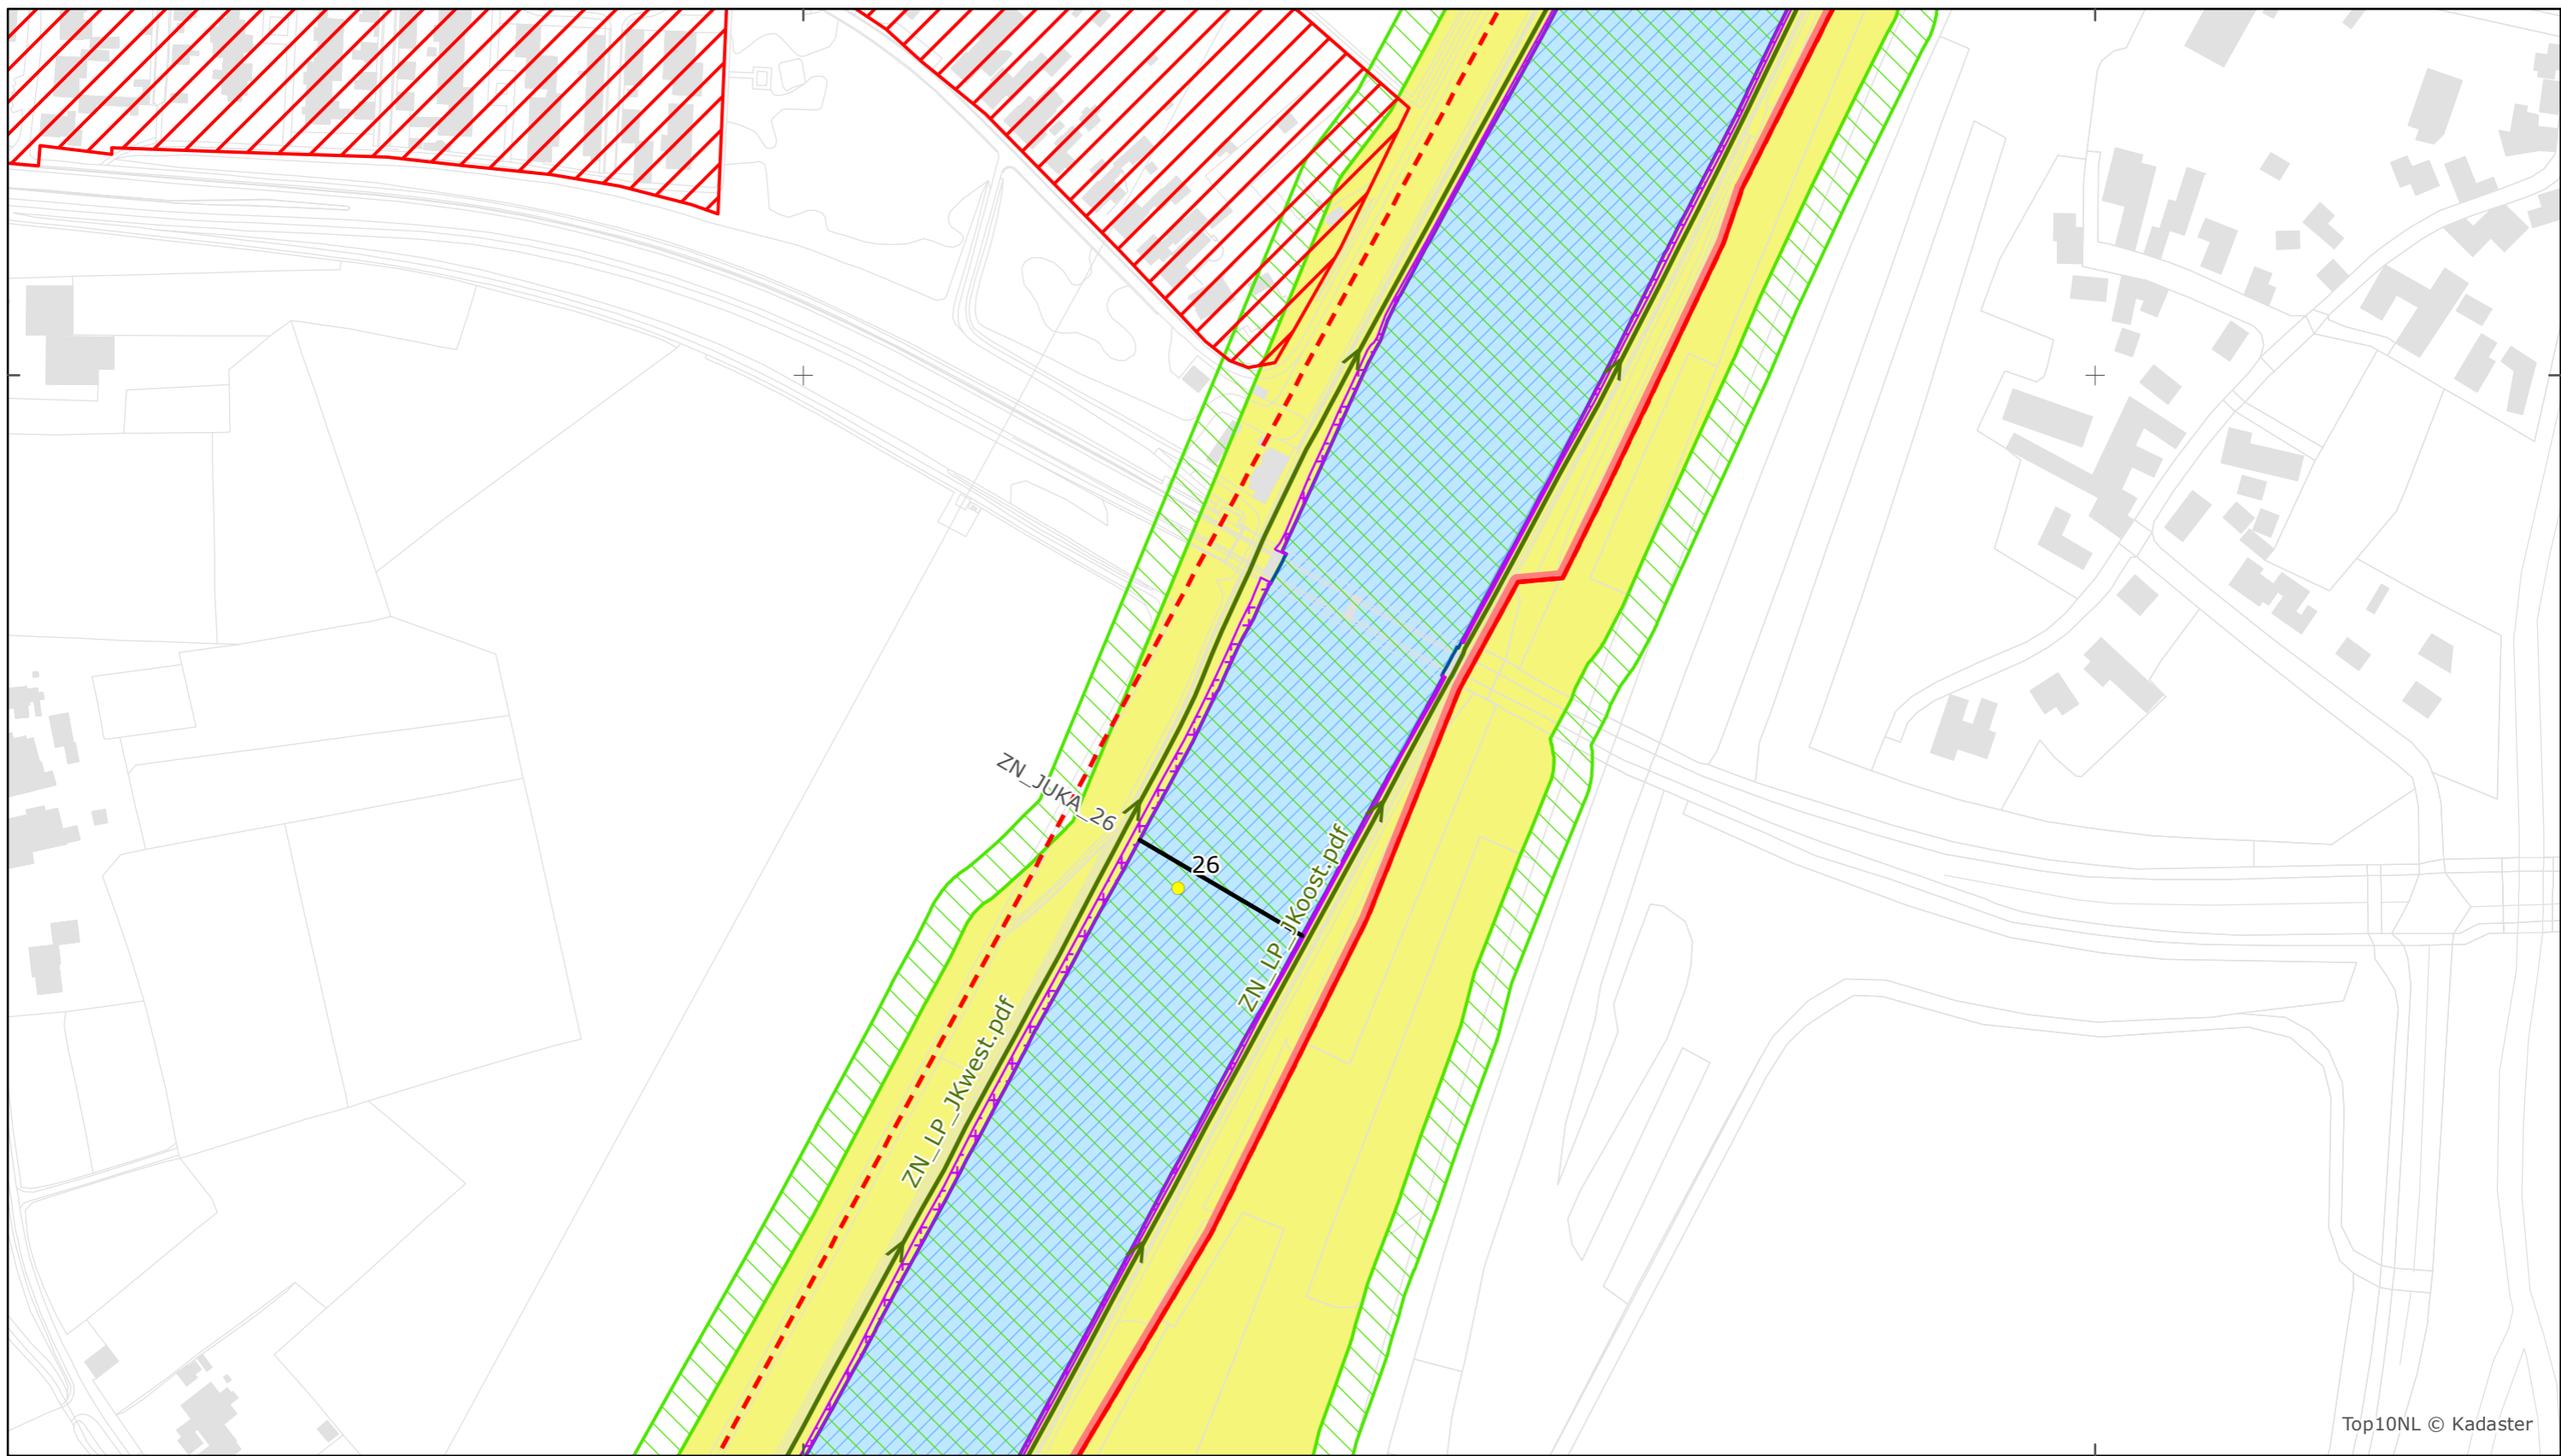 ZN_JUKA_26
26
ZN_LP_JKoost.pdf
ZN_LP_JKwest.pdf
Top10NL © Kadaster